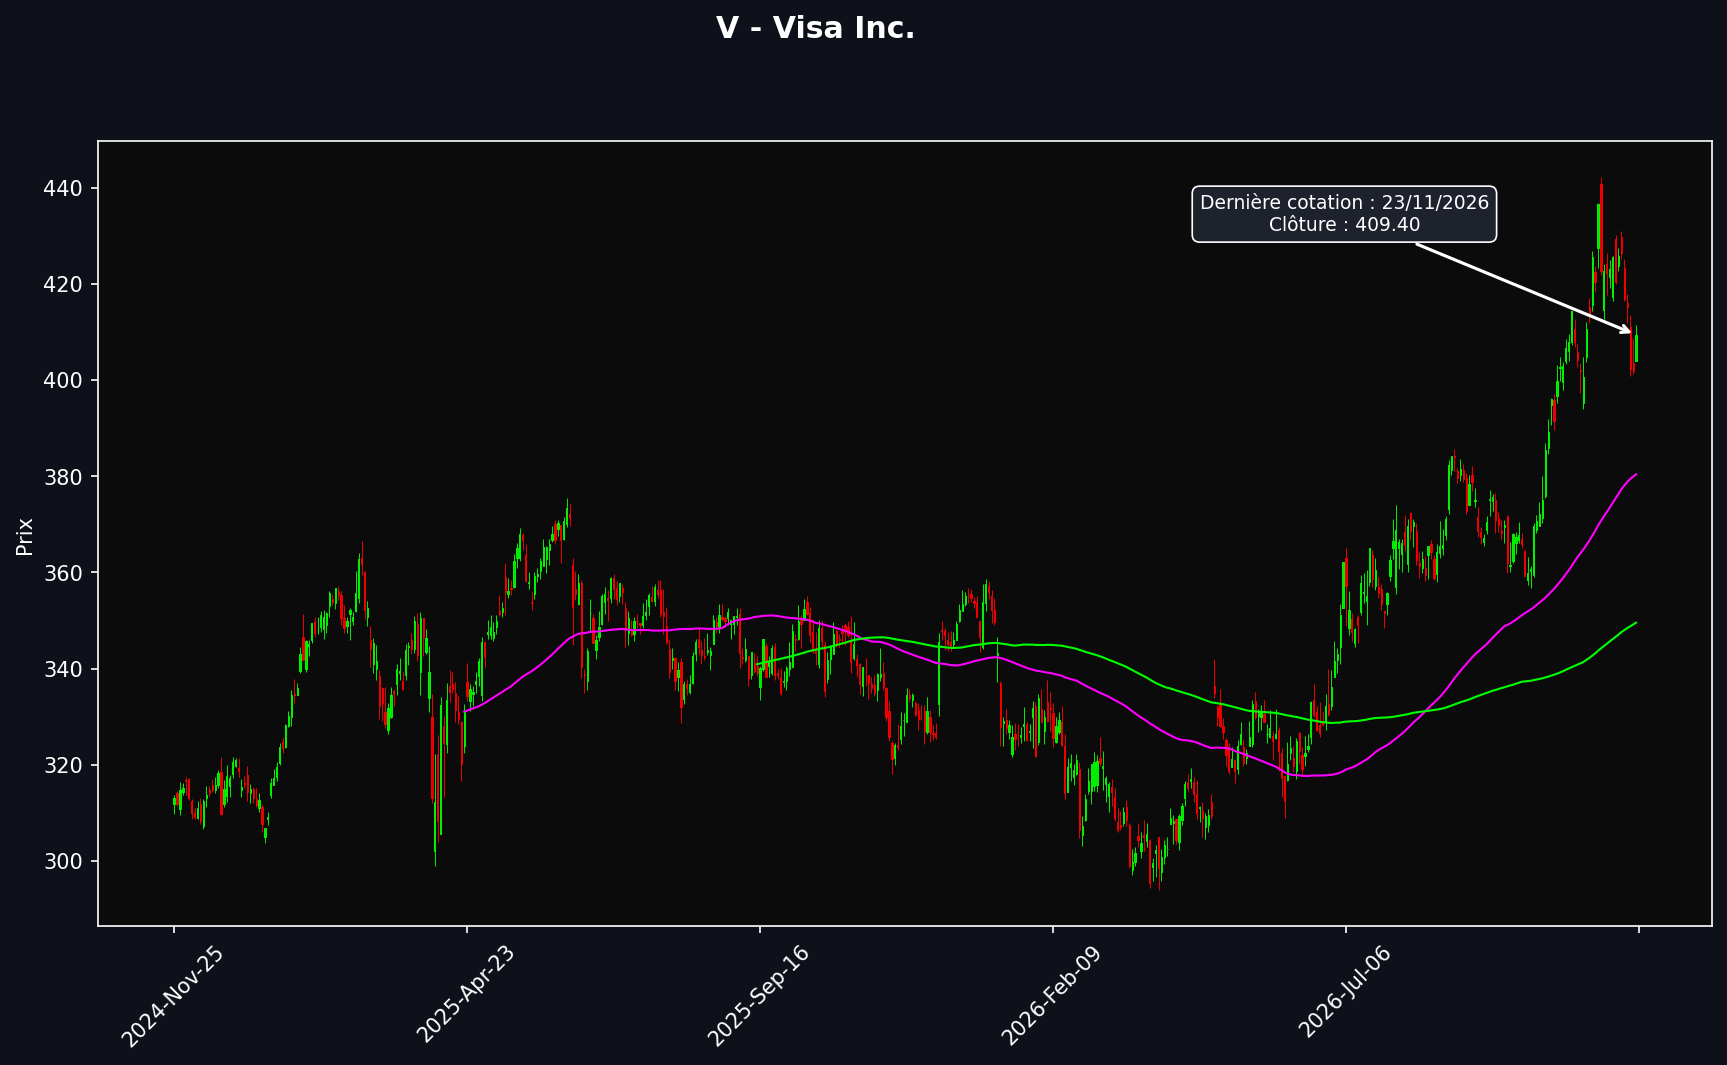 V - Visa Inc.
Dernière cotation : 23/11/2026
Clôture : 409.40
Prix
440
420
400
380
360
340
320
300
2024-Nov-25
2025-Apr-23
2025-Sep-16
2026-Feb-09
2026-Jul-06